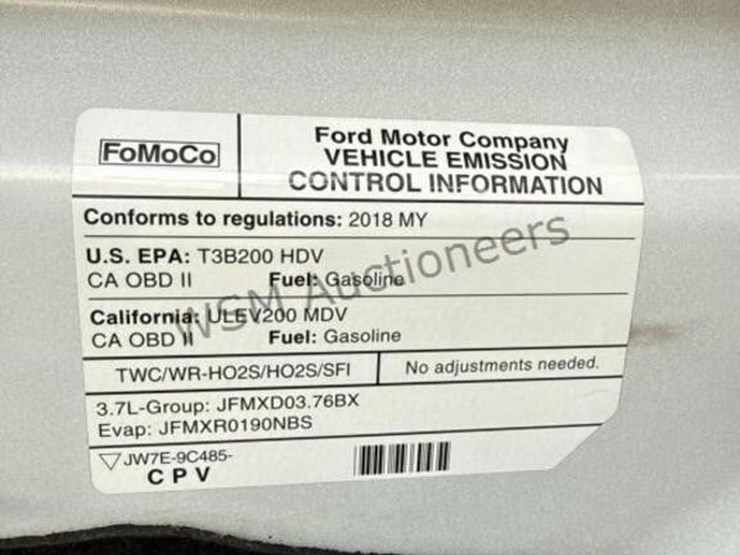 FoMoCo
Ford Motor Company
VEHICLE EMISSION
CONTROL INFORMATION
Conforms to regulations: 2018 MY
U.S. EPA: T3B200 HDV
CA OBD II Fuel: Gasoline
California: ULEV200 MDV
CA OBD II Fuel: Gasoline
TWC/WR-HO2S/HO2S/SFI No adjustments needed.
3.7L-Group: JFMXD03.76BX
Evap: JFMXR0190NBS
JW7E-9C485-
CPV
WSM Auctioneers